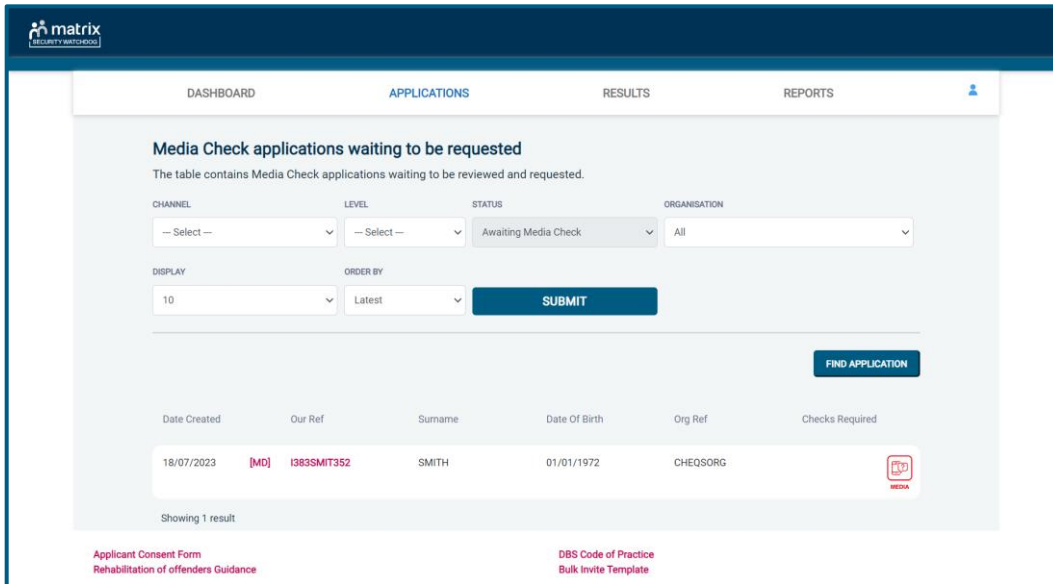 matrix
SECURITY WATCHDOG
DASHBOARD APPLICATIONS RESULTS REPORTS
Media Check applications waiting to be requested
The table contains Media Check applications waiting to be reviewed and requested.
CHANNEL LEVEL STATUS ORGANISATION
--- Select --- --- Select --- Awaiting Media Check All
DISPLAY ORDER BY
10 Latest SUBMIT
FIND APPLICATION
Date Created Our Ref Surname Date Of Birth Org Ref Checks Required
18/07/2023 [MD] I383SMIT352 SMITH 01/01/1972 CHEQSORG
MEDIA
Showing 1 result
Applicant Consent Form DBS Code of Practice
Rehabilitation of offenders Guidance Bulk Invite Template